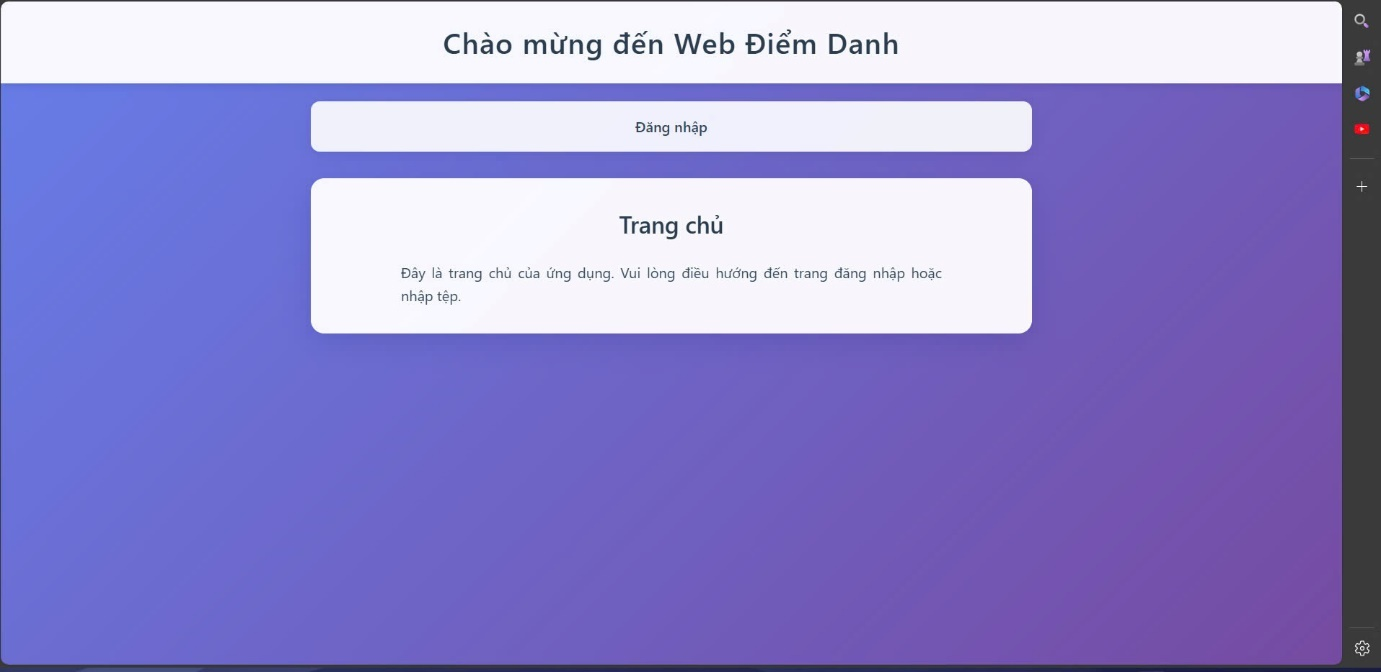 Chào mừng đến Web Điểm Danh
Đăng nhập
Trang chủ
Đây là trang chủ của ứng dụng. Vui lòng điều hướng đến trang đăng nhập hoặc
nhập tệp.